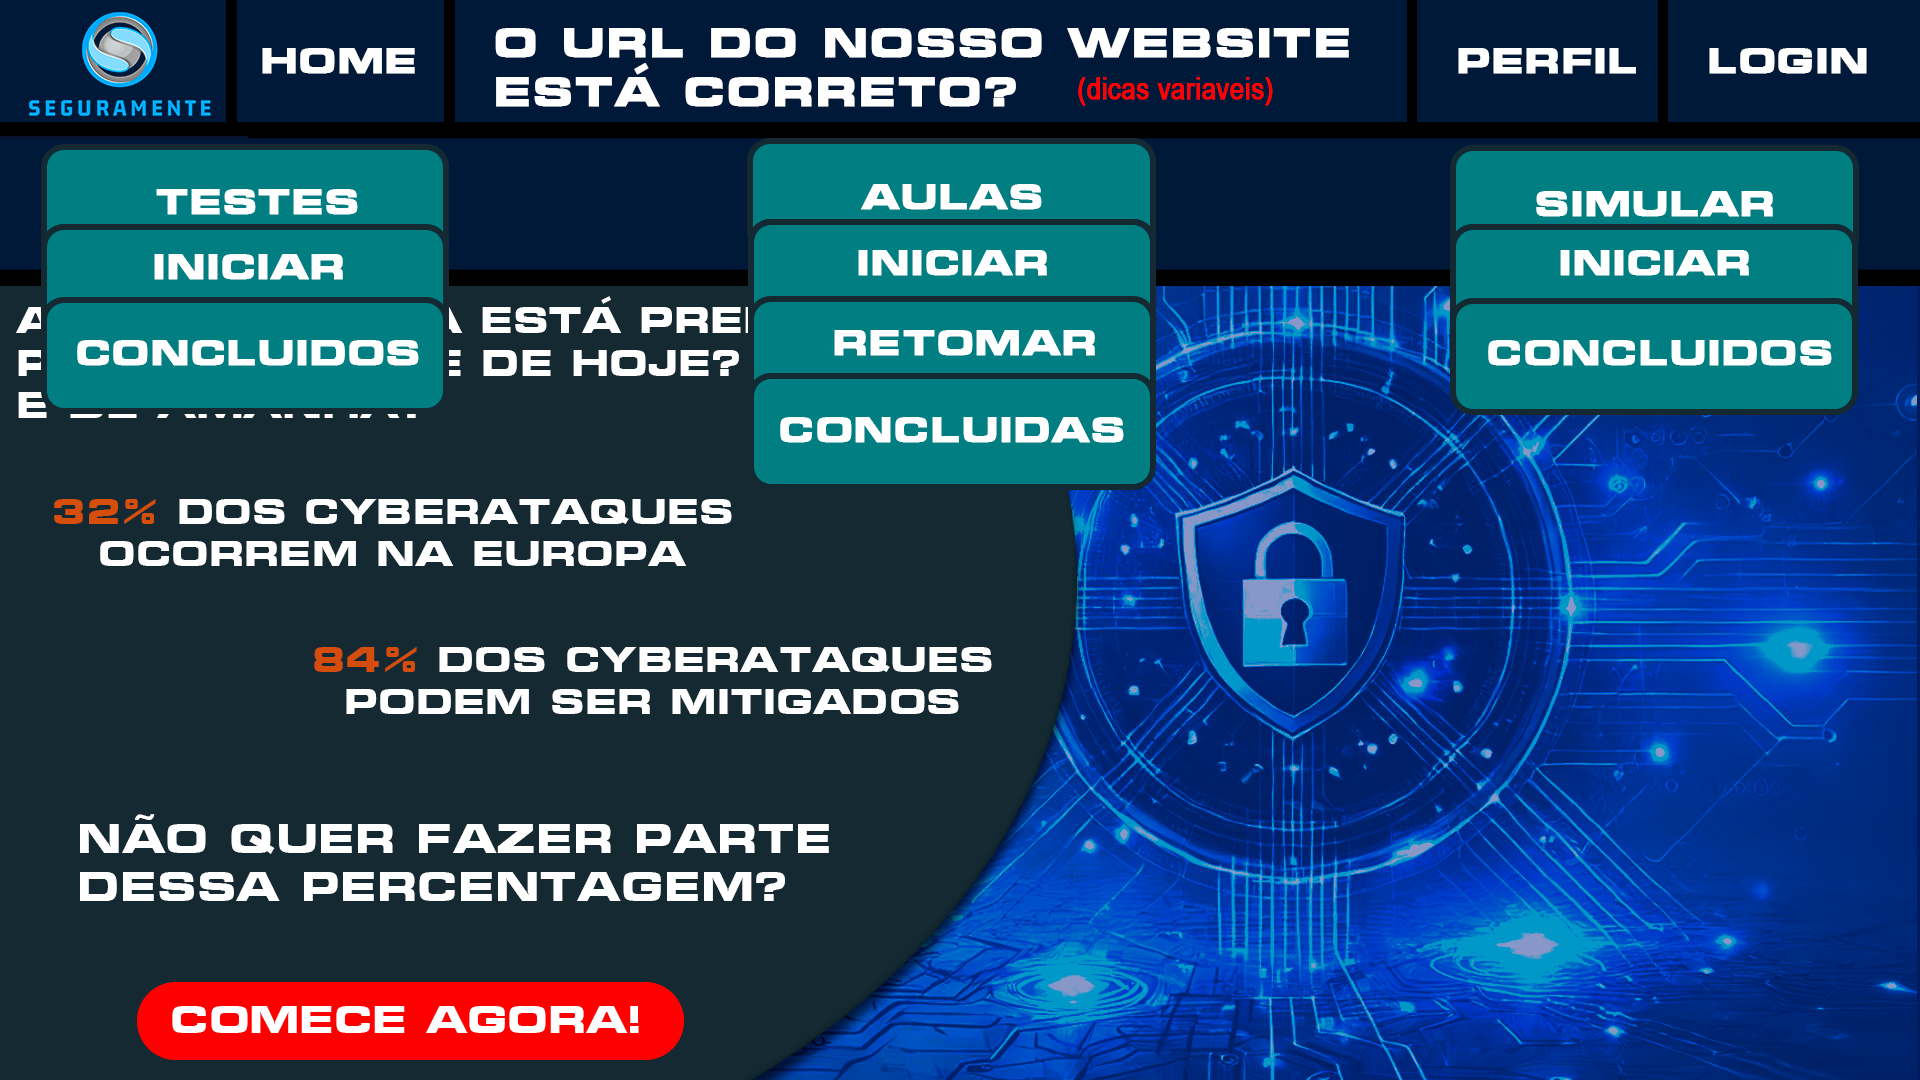 SEGURAMENTE
HOME
O URL DO NOSSO WEBSITE
ESTÁ CORRETO? (dicas variaveis)
PERFIL
LOGIN
TESTES
INICIAR
CONCLUIDOS
AULAS
INICIAR
RETOMAR
CONCLUIDAS
SIMULAR
INICIAR
CONCLUIDOS
ESTÁ
DE HOJE?
32% DOS CYBERATAQUES
OCORREM NA EUROPA
84% DOS CYBERATAQUES
PODEM SER MITIGADOS
NÃO QUER FAZER PARTE
DESSA PERCENTAGEM?
COMECE AGORA!